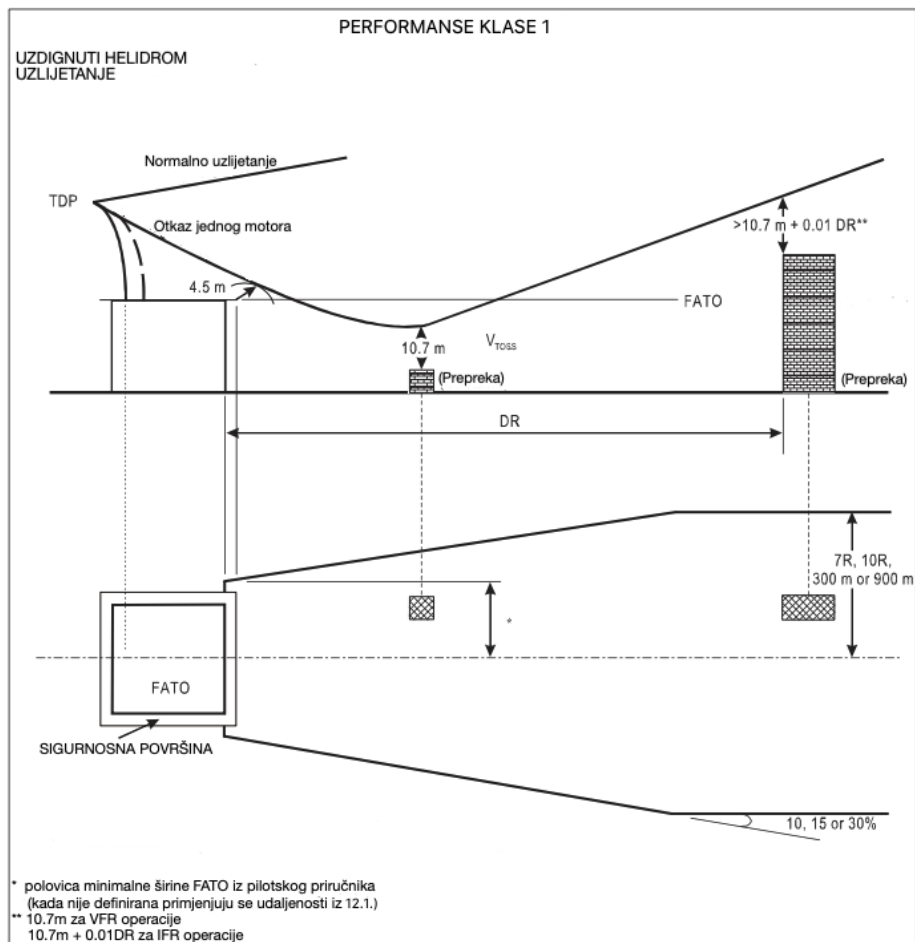 PERFORMANSE KLASE 1
UZDIGNUTI HELIDROM
UZLIJETANJE
Normalno uzlijetanje
TDP
Otkaz jednog motora
>10.7 m + 0.01 DR**
4.5 m
FATO
10.7 m
VTOSS
(Prepreka)
(Prepreka)
DR
7R, 10R,
300 m or 900 m
*
FATO
SIGURNOSNA POVRŠINA
10, 15 or 30%
* polovica minimalne širine FATO iz pilotskog priručnika
(kada nije definirana primjenjuju se udaljenosti iz 12.1.)
** 10.7m za VFR operacije
10.7m + 0.01DR za IFR operacije